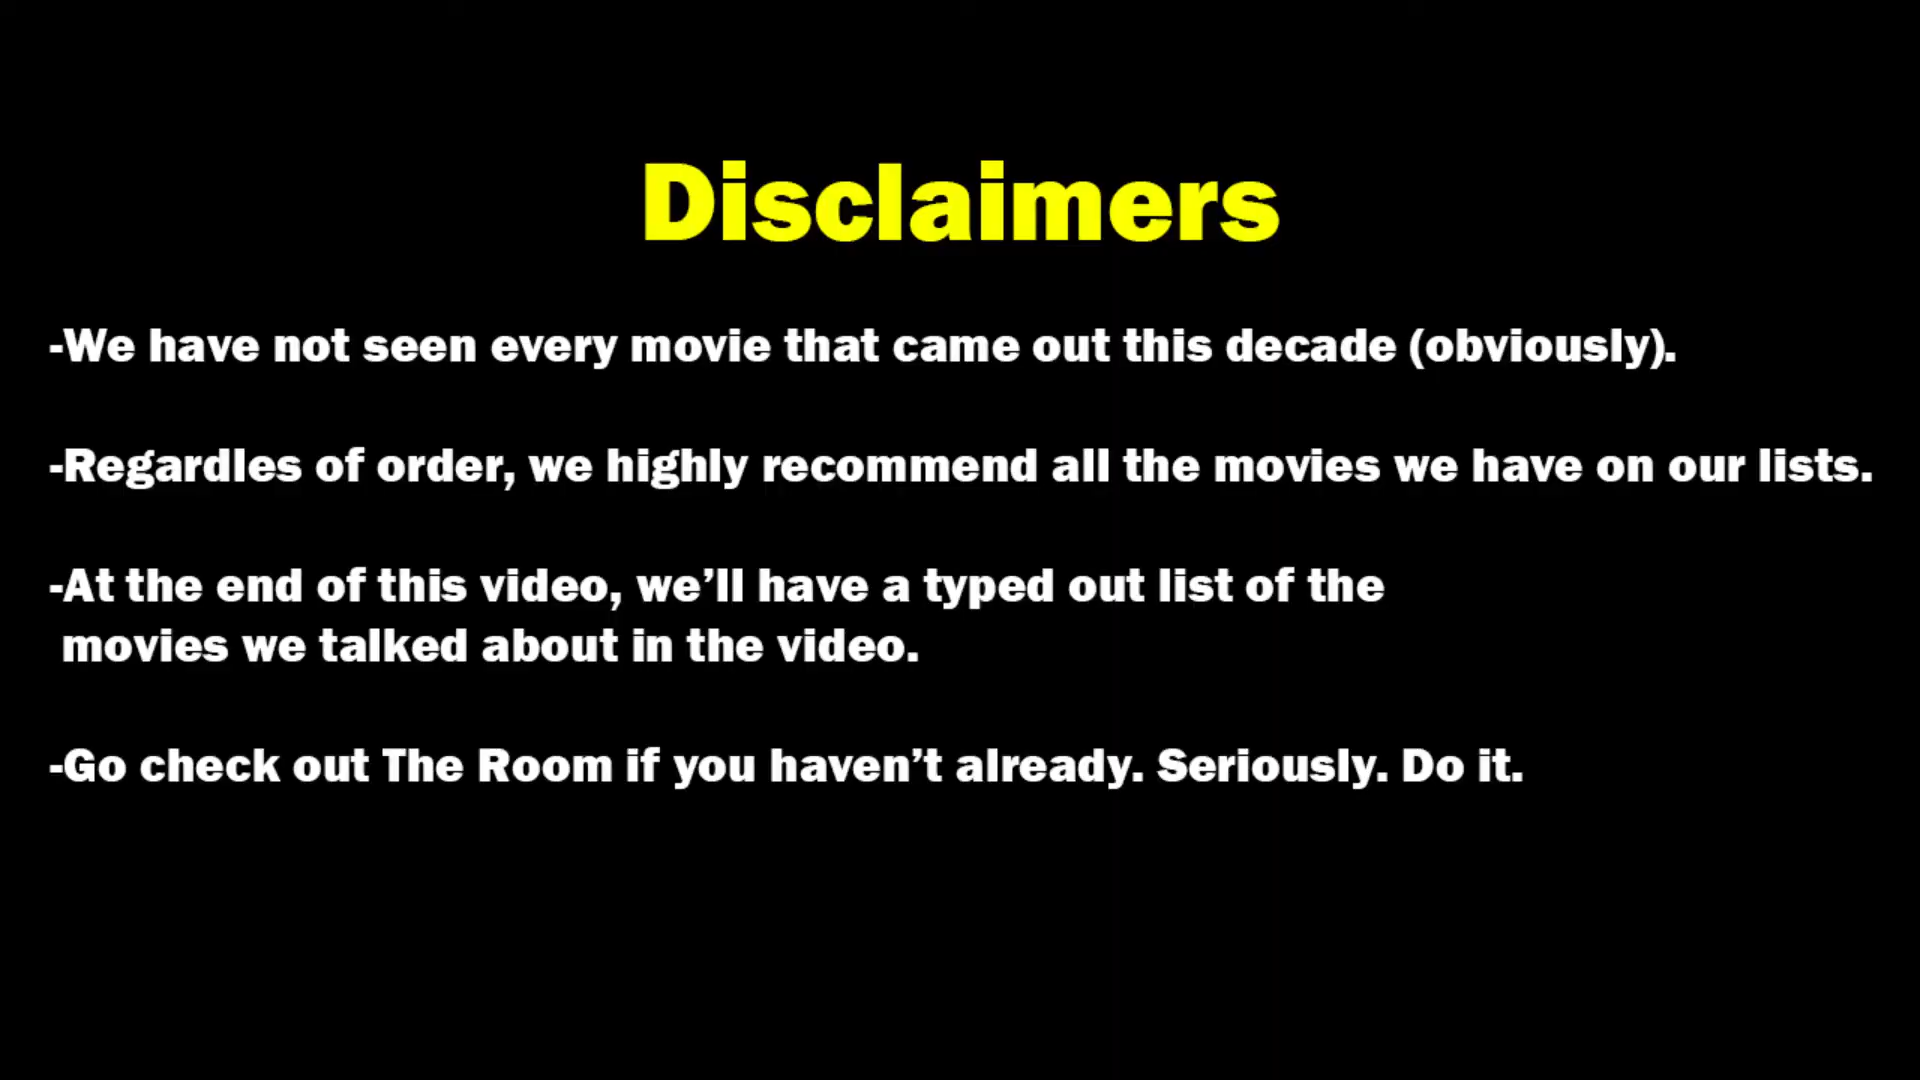 Disclaimers
-We have not seen every movie that came out this decade (obviously).
-Regardles of order, we highly recommend all the movies we have on our lists.
-At the end of this video, we’ll have a typed out list of the
movies we talked about in the video.
-Go check out The Room if you haven’t already. Seriously. Do it.